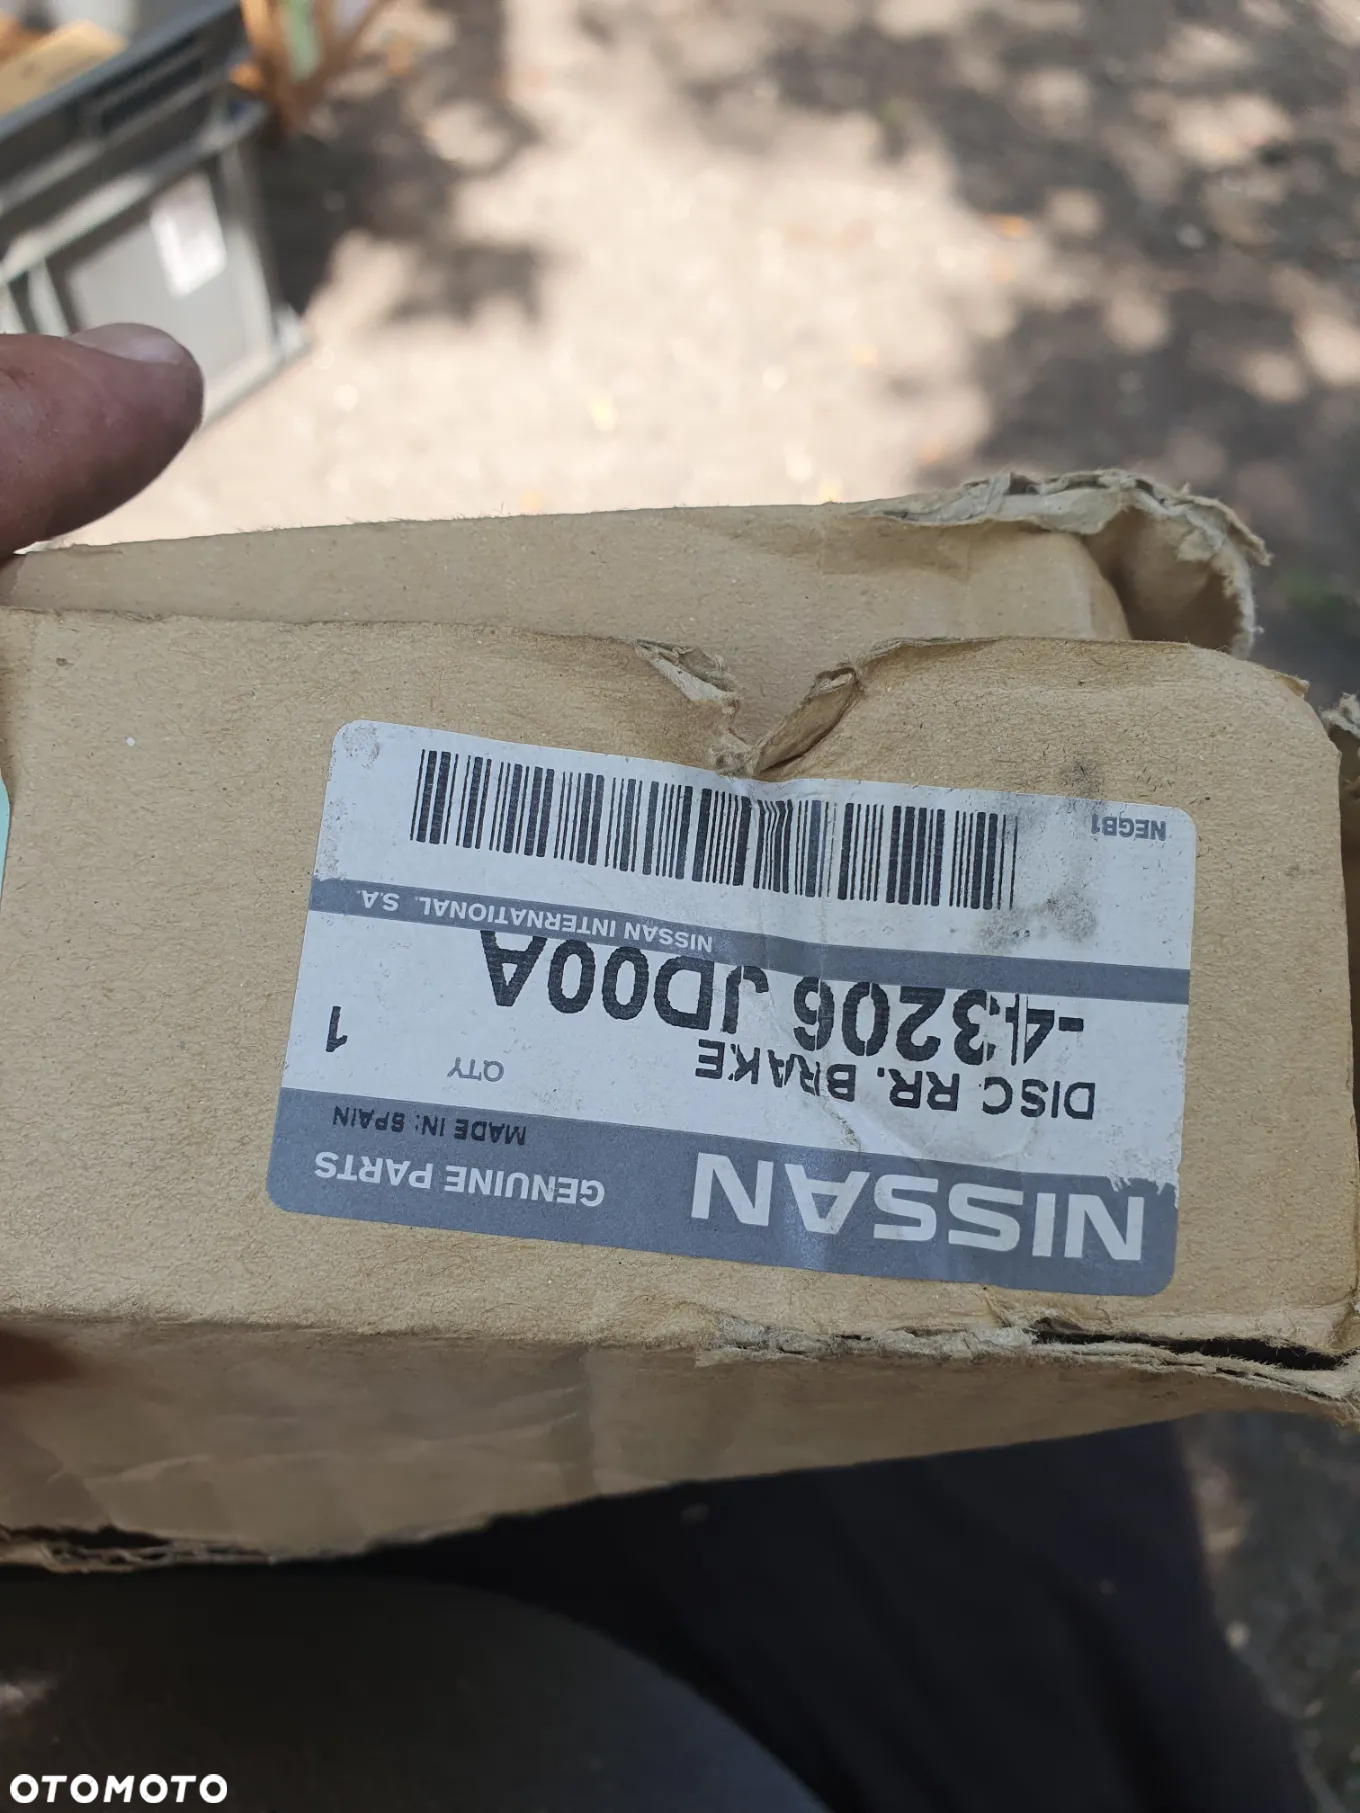 NISSAN
GENUINE PARTS
MADE IN: SPAIN
DISC RR. BRAKE
QTY
1
-43206 JD00A
NISSAN INTERNATIONAL. S.A.
NEGB1
OTOMOTO